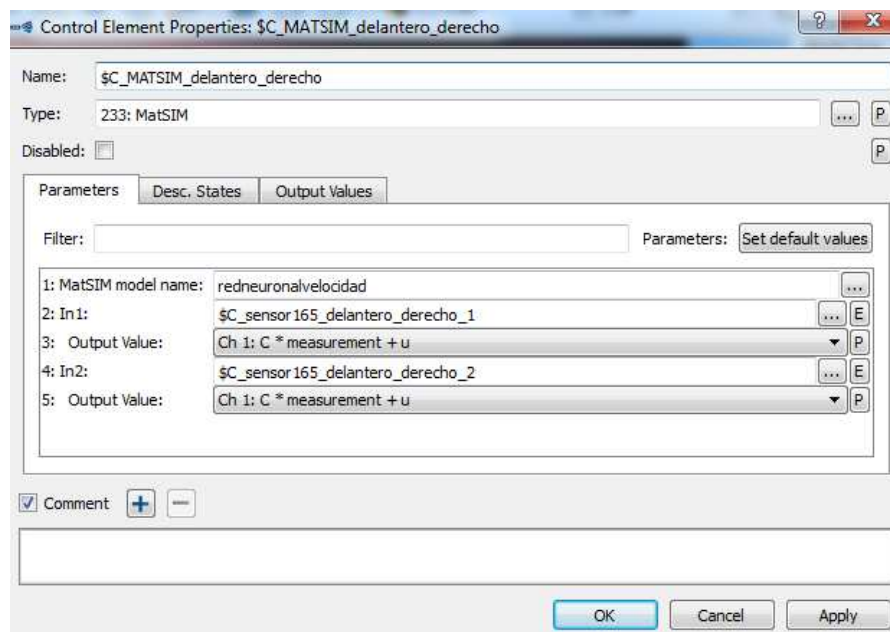 Control Element Properties: $C_MATSIM_delantero_derecho
Name: $C_MATSIM_delantero_derecho
Type: 233: MatSIM ... P
Disabled: P
Parameters Desc. States Output Values
Filter: Parameters: Set default values
1: MatSIM model name: redneuronalvelocidad ...
2: In1: $C_sensor165_delantero_derecho_1 ... E
3: Output Value: Ch 1: C * measurement + u P
4: In2: $C_sensor165_delantero_derecho_2 ... E
5: Output Value: Ch 1: C * measurement + u P
Comment
OK Cancel Apply